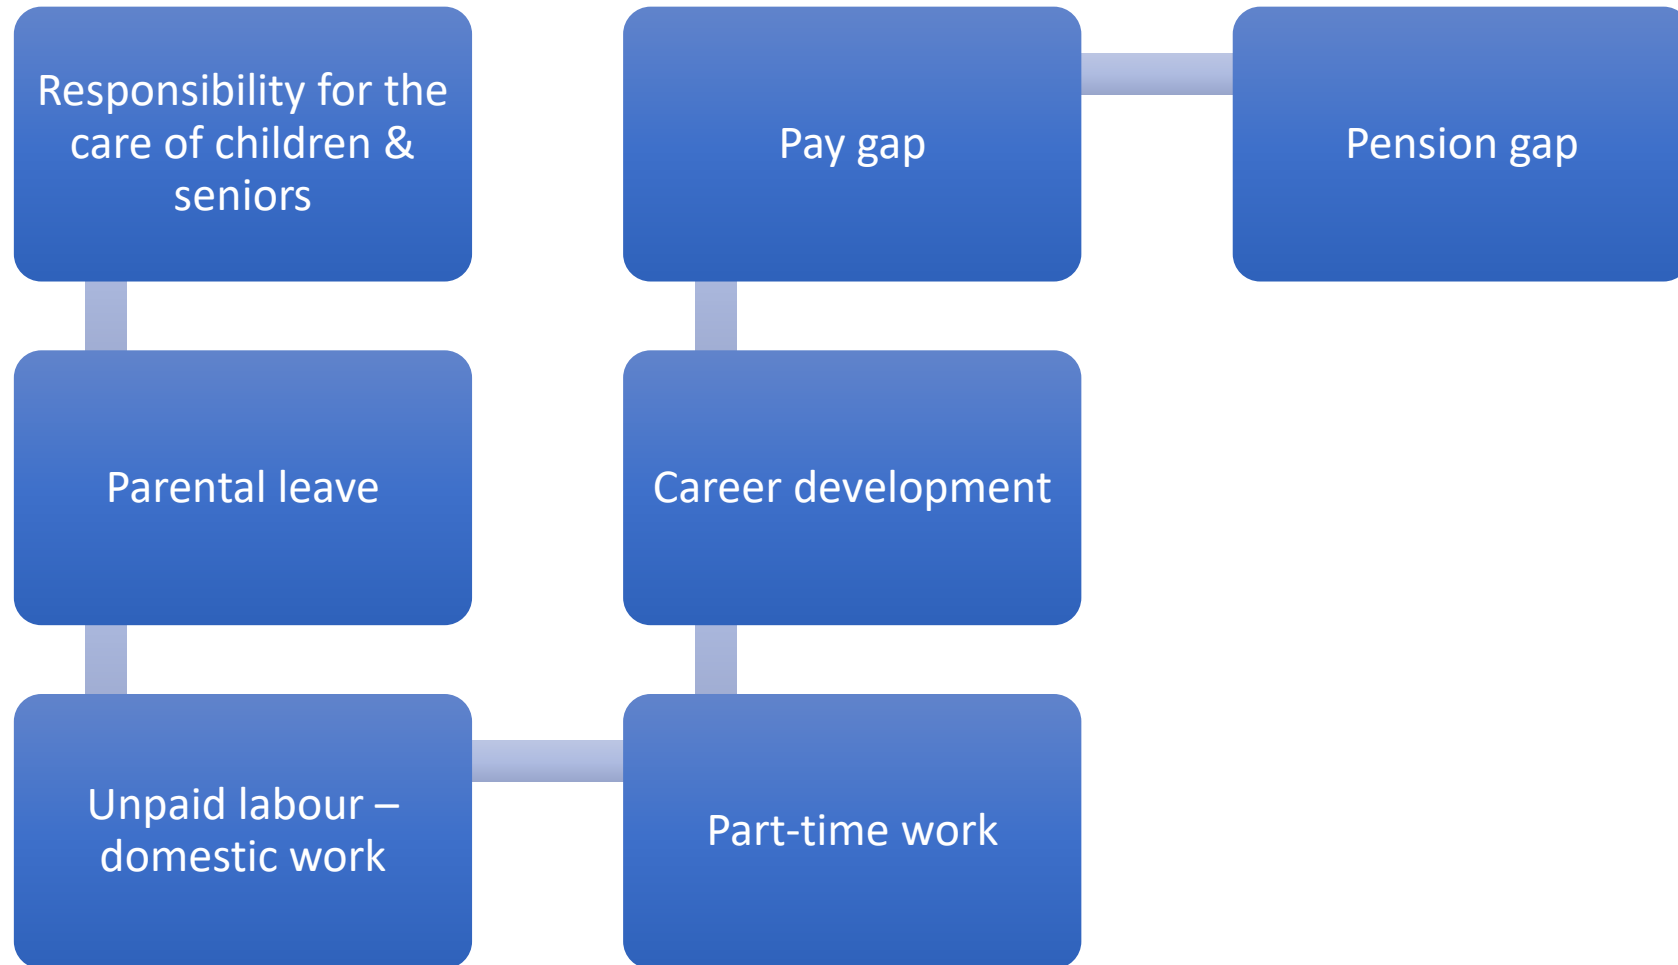 Responsibility for the
care of children &
seniors
Parental leave
Unpaid labour –
domestic work
Part-time work
Career development
Pay gap
Pension gap